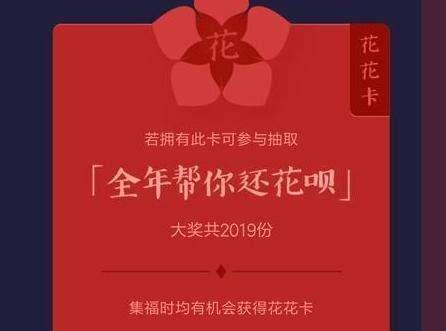 花
花花卡
若拥有此卡可参与抽取
「全年帮你还花呗」
大奖共2019份
集福时均有机会获得花花卡